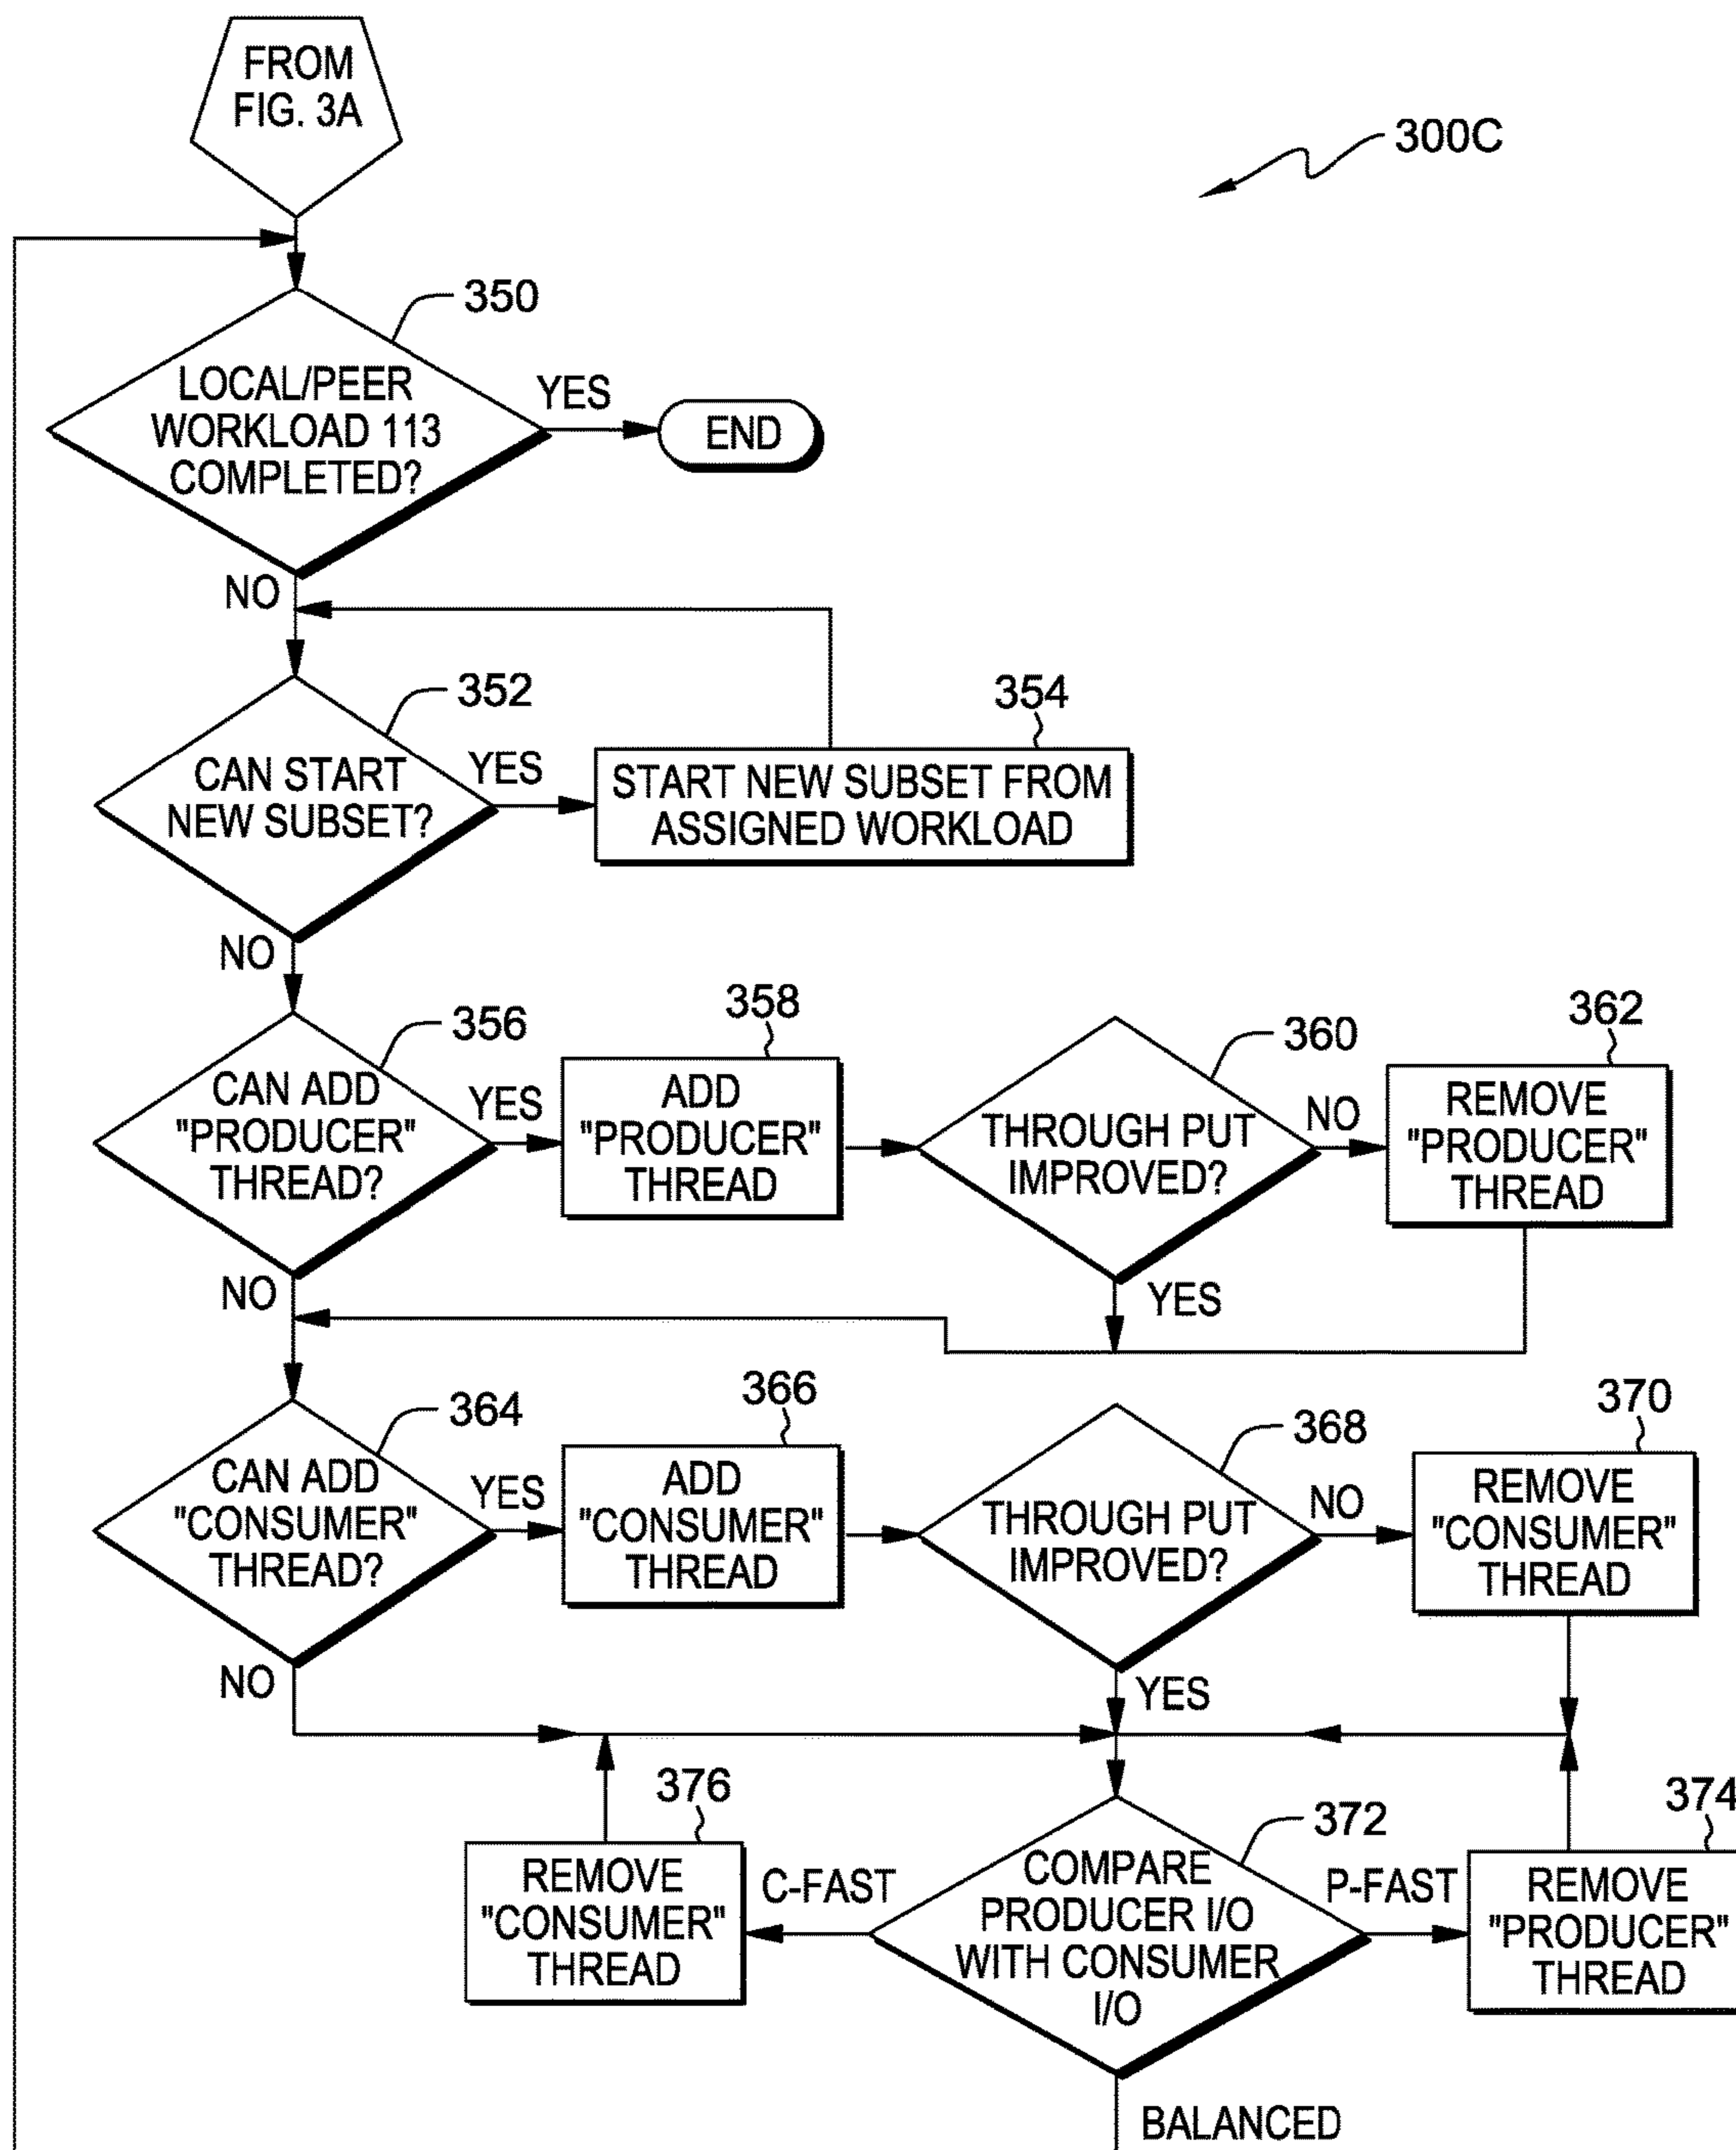 FROM
FIG. 3A
300C
350
LOCAL/PEER
WORKLOAD 113
COMPLETED?
YES
END
NO
352
CAN START
NEW SUBSET?
YES
354
START NEW SUBSET FROM
ASSIGNED WORKLOAD
NO
356
CAN ADD
"PRODUCER"
THREAD?
YES
358
ADD
"PRODUCER"
THREAD
360
THROUGH PUT
IMPROVED?
NO
362
REMOVE
"PRODUCER"
THREAD
YES
NO
364
CAN ADD
"CONSUMER"
THREAD?
YES
366
ADD
"CONSUMER"
THREAD
368
THROUGH PUT
IMPROVED?
NO
370
REMOVE
"CONSUMER"
THREAD
YES
NO
376
REMOVE
"CONSUMER"
THREAD
C-FAST
372
COMPARE
PRODUCER I/O
WITH CONSUMER
I/O
P-FAST
374
REMOVE
"PRODUCER"
THREAD
BALANCED